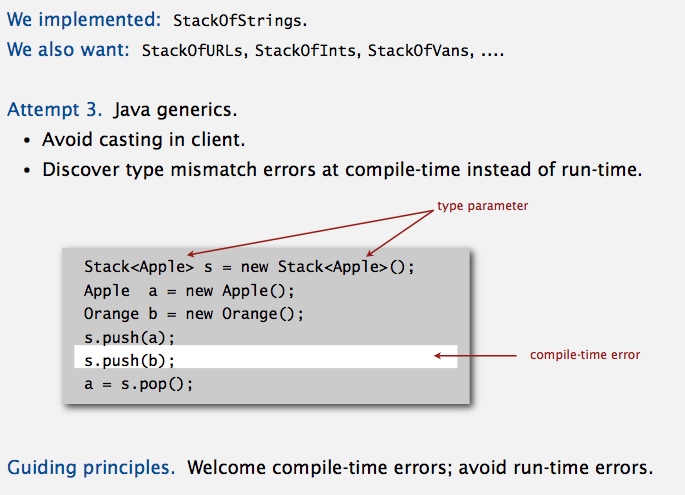 We implemented: StackOfStrings.
We also want: StackOfURLs, StackOfInts, StackOfVans, ....
Attempt 3. Java generics.
• Avoid casting in client.
• Discover type mismatch errors at compile-time instead of run-time.
type parameter
Stack<Apple> s = new Stack<Apple>();
Apple a = new Apple();
Orange b = new Orange();
s.push(a);
s.push(b);
compile-time error
a = s.pop();
Guiding principles. Welcome compile-time errors; avoid run-time errors.